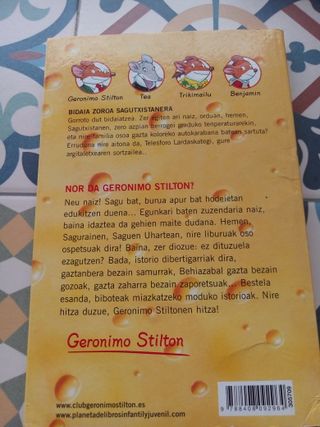 Geronimo Stilton
Tea
Trikimailu
Benjamin
BIDAIA ZOROA SAGUTXISTANERA
Gorroto dut bidaiatzea. Zer egiten ari naiz, orduan, hemen,
Sagutxistanen, zero azpian berrogei graduko tenperaturarekin,
eta nire familia osoa gazta koloreko autokarabana batean sartuta?
Erruduna nire aitona da, Telesforo Lardaskategi, gure
argitaletxearen sortzailea...
NOR DA GERONIMO STILTON?
Neu naiz! Sagu bat, burua apur bat hodeietan
edukitzen duena... Egunkari baten zuzendaria naiz,
baina idaztea da gehien maite dudana. Hemen,
Sagurainen, Saguen Uhartean, nire liburuak oso
ospetsuak dira! Baina, zer diozue: ez dituzuela
ezagutzen? Bada, istorio dibertigarriak dira,
gaztanbera bezain samurrak, Behiazabal gazta bezain
gozoak, gazta zaharra bezain zaporetsuak... Bestela
esanda, biboteak miazkatzeko moduko istorioak. Nire
hitza duzue, Geronimo Stiltonen hitza!
Geronimo Stilton
www.clubgeronimostilton.es
www.planetadelibrosinfantilyjuvenil.com
9788408092964
305709